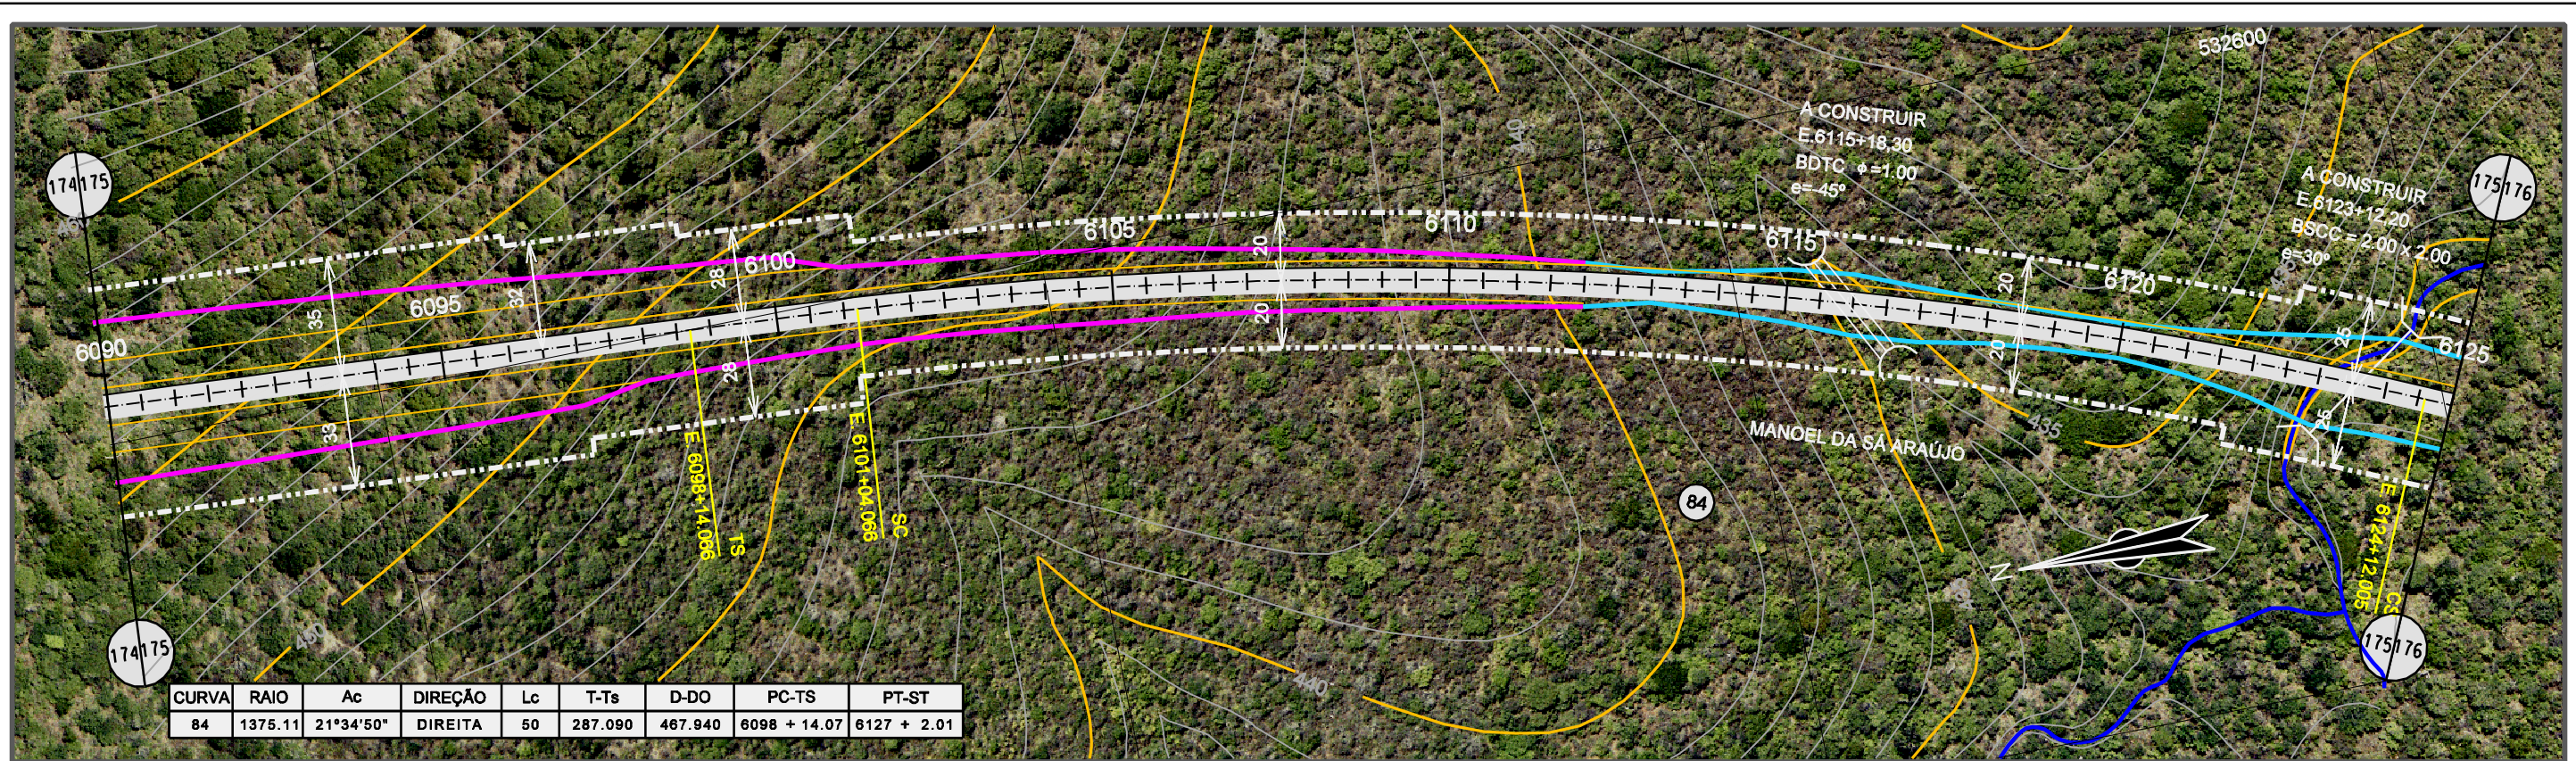 532600
A CONSTRUIR
E.6115+18,30
BDTC φ=1.00
e=-45º
A CONSTRUIR
E.6123+12,20
BSCC = 2.00 x 2.00
e=30º
174 175
175 176
6090
6095
6100
6105
6110
6115
6120
6125
35
33
32
28
28
20
20
20
20
25
25
440
435
MANOEL DA SÁ ARAÚJO
84
N
E 6098+14.066
TS
E 6101+04.066
SC
E 6124+12.005
CS
450
440
174 175
175 176
CURVA RAIO Ac DIREÇÃO Lc T-Ts D-DO PC-TS PT-ST
84 1375.11 21°34'50" DIREITA 50 287.090 467.940 6098 + 14.07 6127 + 2.01